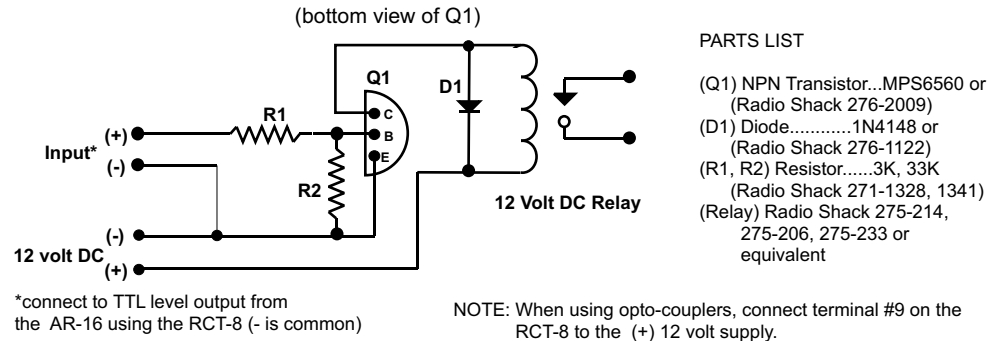 (bottom view of Q1)
Q1
D1
C
B
E
R1
R2
(+)
Input*
(-)
(-)
12 volt DC
(+)
12 Volt DC Relay
*connect to TTL level output from
the AR-16 using the RCT-8 (- is common)
PARTS LIST
(Q1) NPN Transistor...MPS6560 or
(Radio Shack 276-2009)
(D1) Diode............1N4148 or
(Radio Shack 276-1122)
(R1, R2) Resistor......3K, 33K
(Radio Shack 271-1328, 1341)
(Relay) Radio Shack 275-214,
275-206, 275-233 or
equivalent
NOTE: When using opto-couplers, connect terminal #9 on the
RCT-8 to the (+) 12 volt supply.